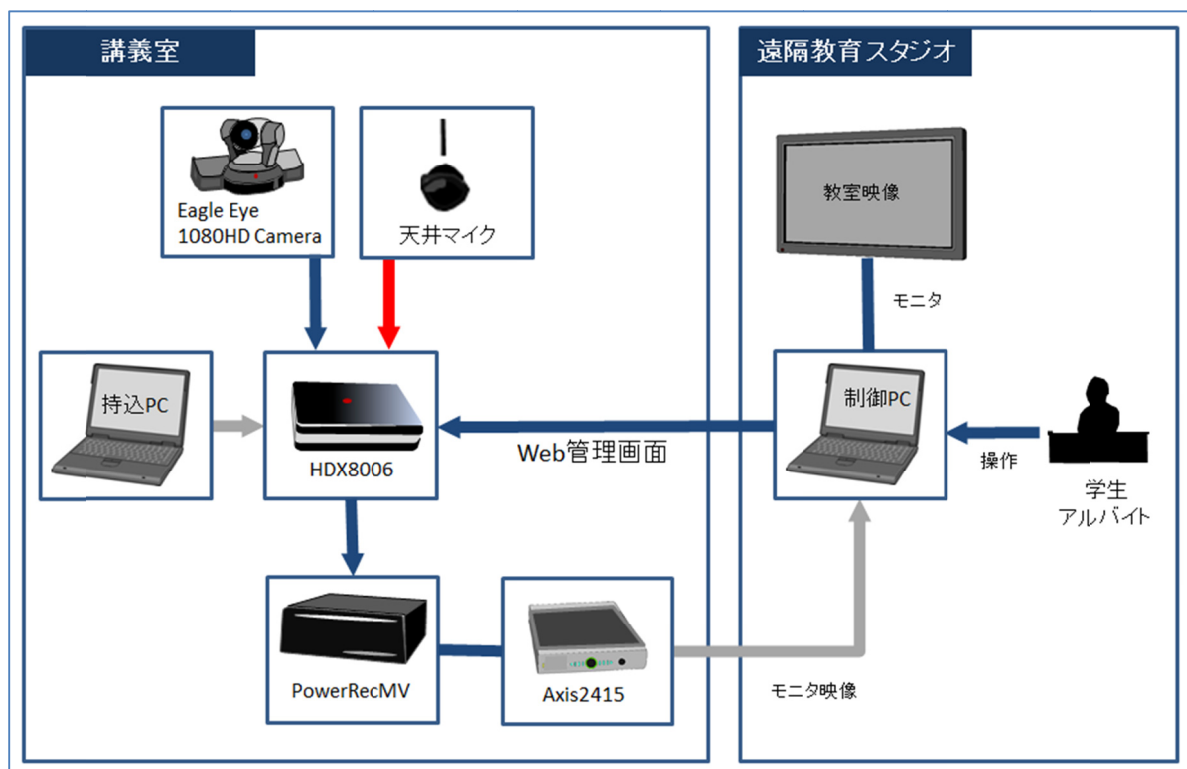 講義室
遠隔教育スタジオ
Eagle Eye
1080HD Camera
天井マイク
教室映像
モニタ
持込PC
HDX8006
Web管理画面
制御PC
操作
学生
アルバイト
PowerRecMV
Axis2415
モニタ映像